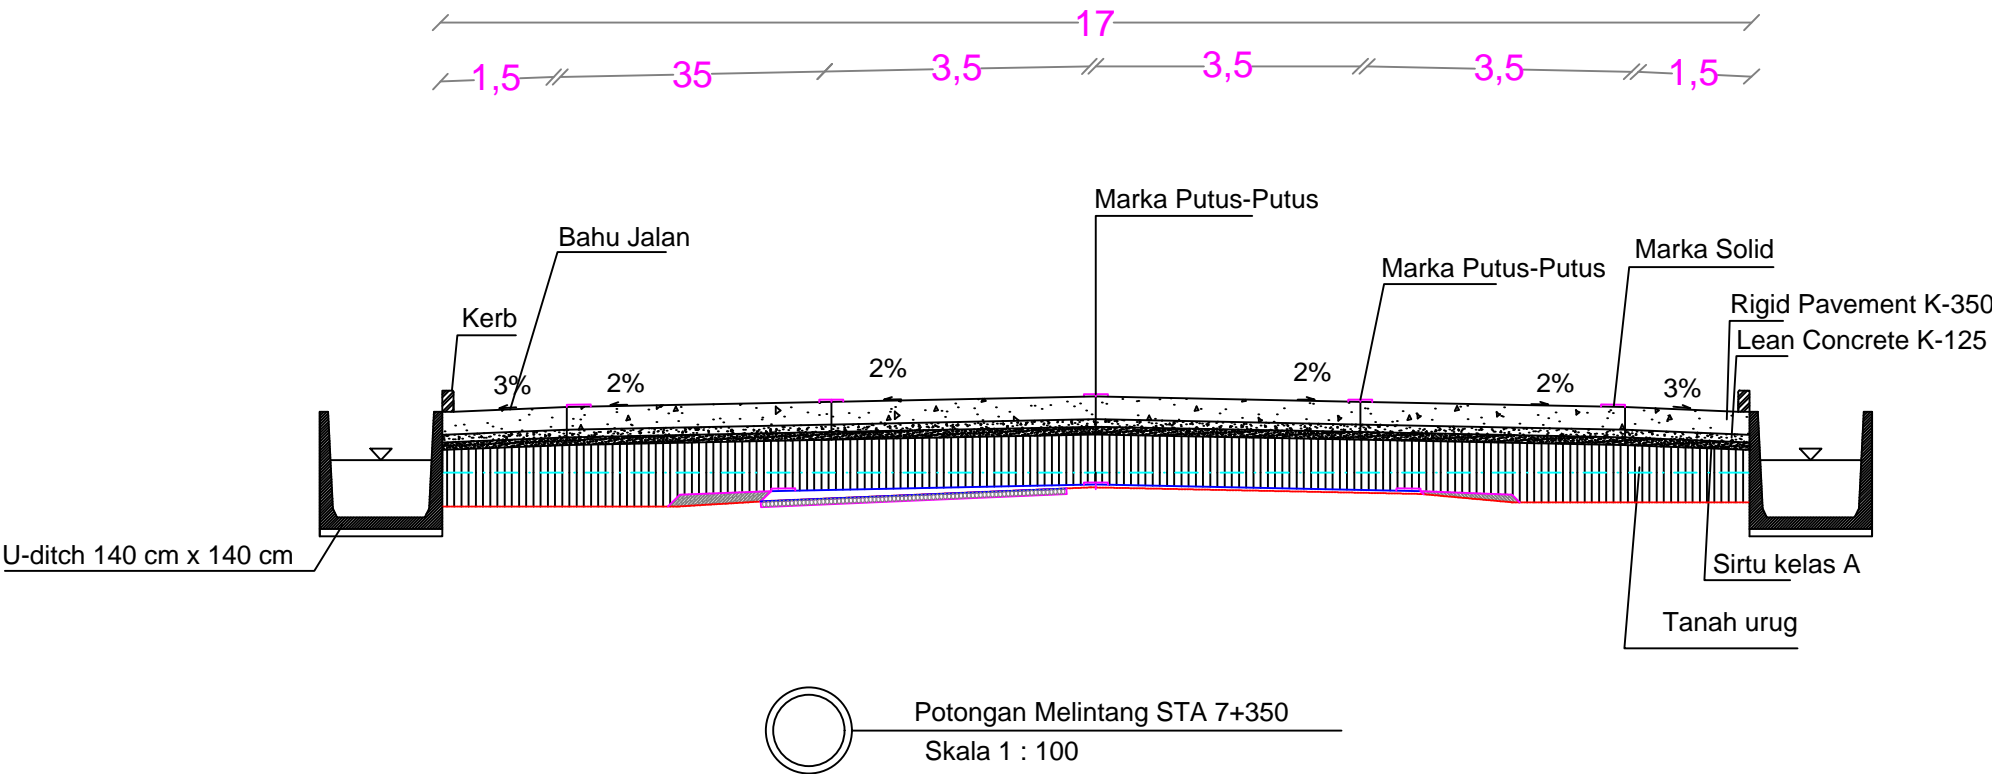 17
1,5 35 3,5 3,5 3,5 1,5
Marka Putus-Putus
Bahu Jalan
Marka Solid
Marka Putus-Putus
Kerb
Rigid Pavement K-350
Lean Concrete K-125
3% 2% 2% 2% 2% 3%
U-ditch 140 cm x 140 cm
Sirtu kelas A
Tanah urug
Potongan Melintang STA 7+350
Skala 1 : 100